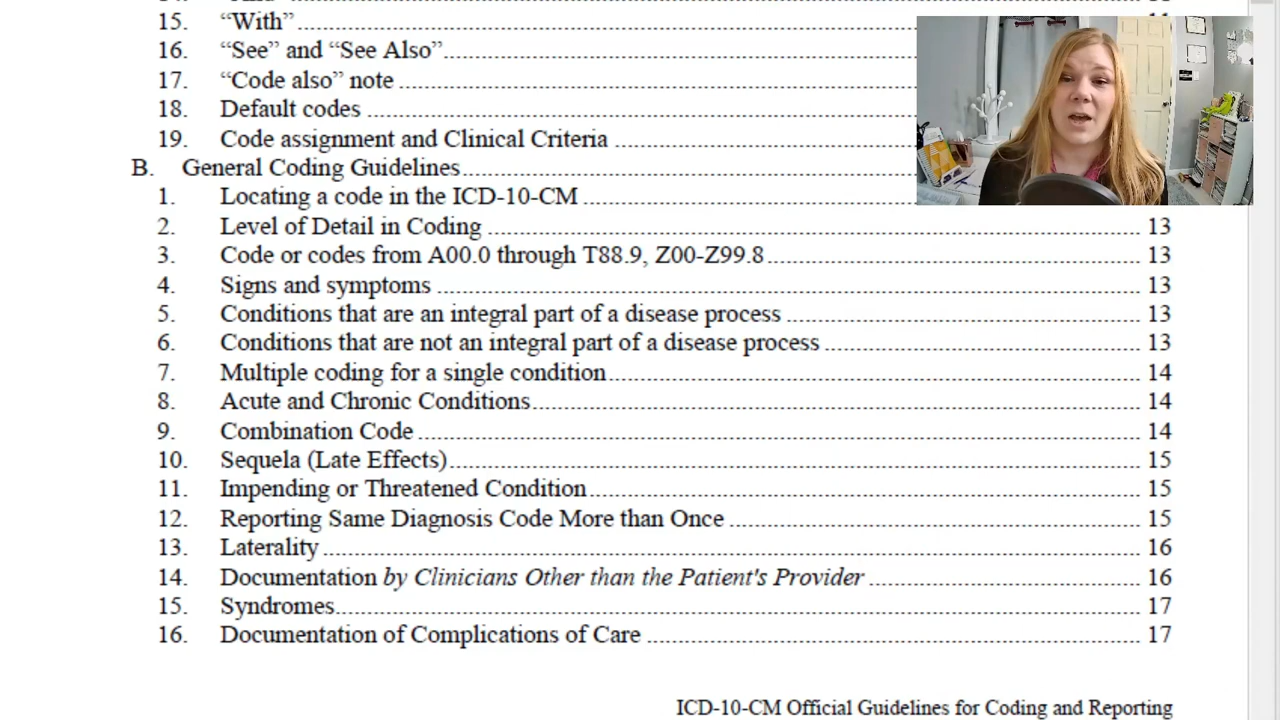 15. “With” ...........
16. “See” and “See Also” ...........
17. “Code also” note ...........
18. Default codes ...........
19. Code assignment and Clinical Criteria ...........
B. General Coding Guidelines ...........
1. Locating a code in the ICD-10-CM ...........
2. Level of Detail in Coding ........... 13
3. Code or codes from A00.0 through T88.9, Z00-Z99.8 ........... 13
4. Signs and symptoms ........... 13
5. Conditions that are an integral part of a disease process ........... 13
6. Conditions that are not an integral part of a disease process ........... 13
7. Multiple coding for a single condition ........... 14
8. Acute and Chronic Conditions ........... 14
9. Combination Code ........... 14
10. Sequela (Late Effects) ........... 15
11. Impending or Threatened Condition ........... 15
12. Reporting Same Diagnosis Code More than Once ........... 15
13. Laterality ........... 16
14. Documentation by Clinicians Other than the Patient's Provider ........... 16
15. Syndromes ........... 17
16. Documentation of Complications of Care ........... 17
ICD-10-CM Official Guidelines for Coding and Reporting